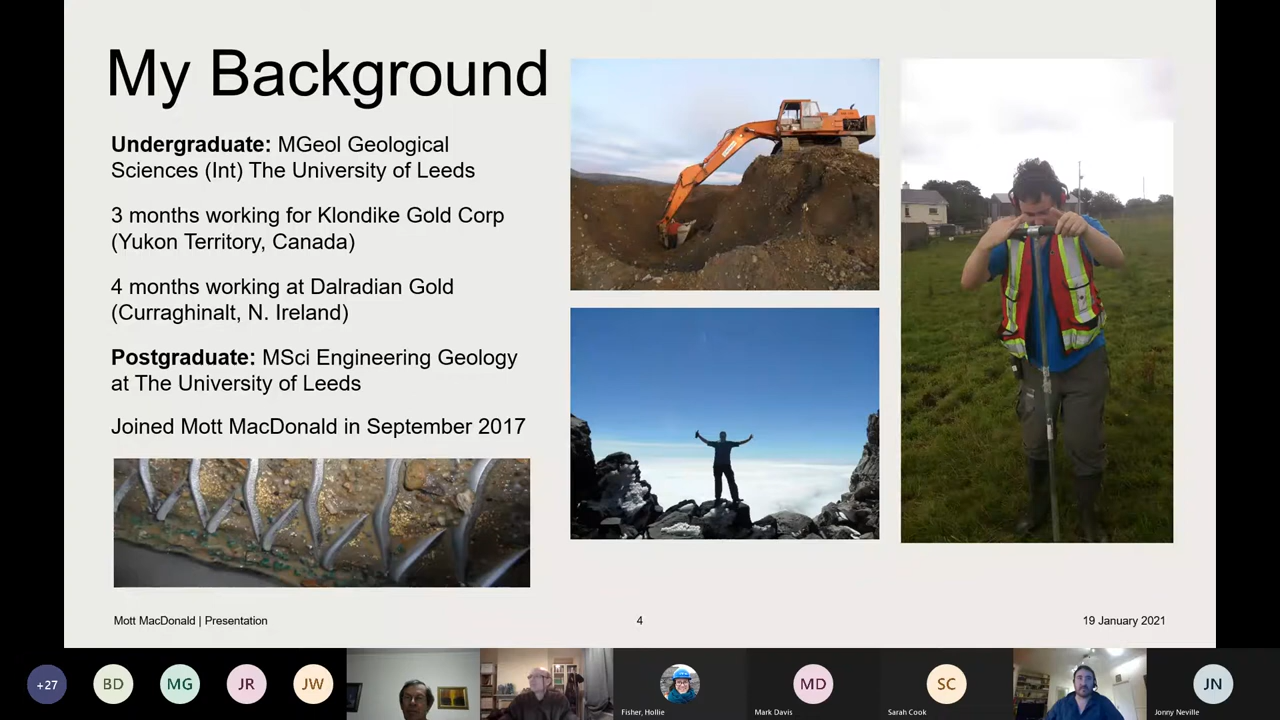 My Background
Undergraduate: MGeol Geological
Sciences (Int) The University of Leeds
3 months working for Klondike Gold Corp
(Yukon Territory, Canada)
4 months working at Dalradian Gold
(Curraghinalt, N. Ireland)
Postgraduate: MSci Engineering Geology
at The University of Leeds
Joined Mott MacDonald in September 2017
Mott MacDonald | Presentation
4
19 January 2021
+27
BD
MG
JR
JW
Fisher, Hollie
MD
Mark Davis
SC
Sarah Cook
JN
Jonny Neville